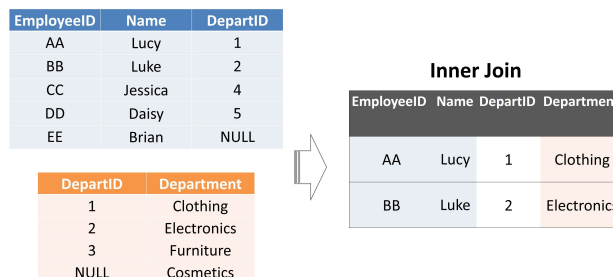 EmployeeID Name DepartID
AA Lucy 1
BB Luke 2
CC Jessica 4
DD Daisy 5
EE Brian NULL
DepartID Department
1 Clothing
2 Electronics
3 Furniture
NULL Cosmetics
Inner Join
EmployeeID Name DepartID Department
AA Lucy 1 Clothing
BB Luke 2 Electronics